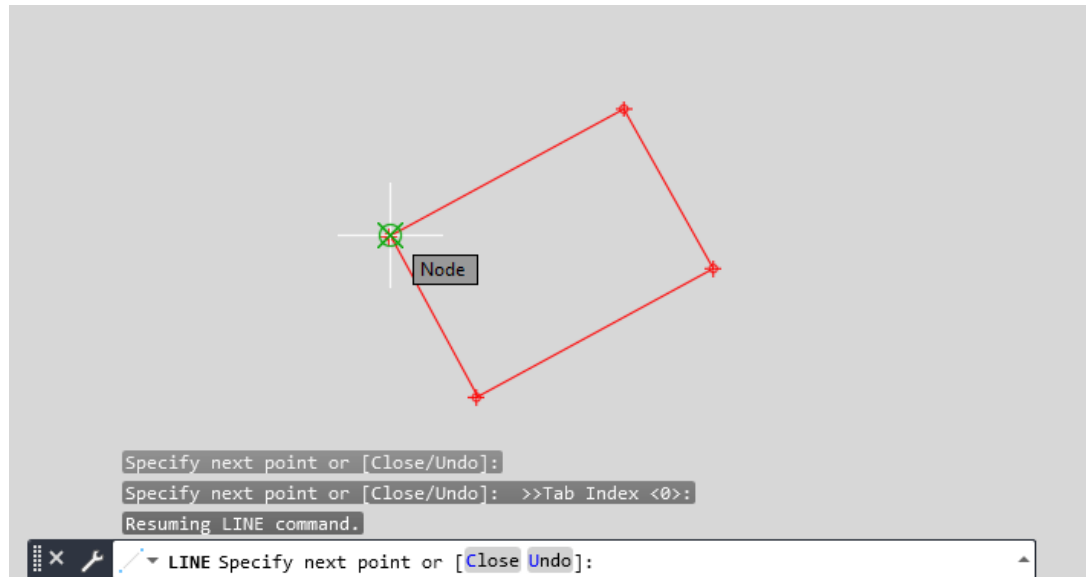 Node
Specify next point or [Close/Undo]:
Specify next point or [Close/Undo]:  >>Tab Index <0>:
Resuming LINE command.
LINE Specify next point or [Close Undo]: